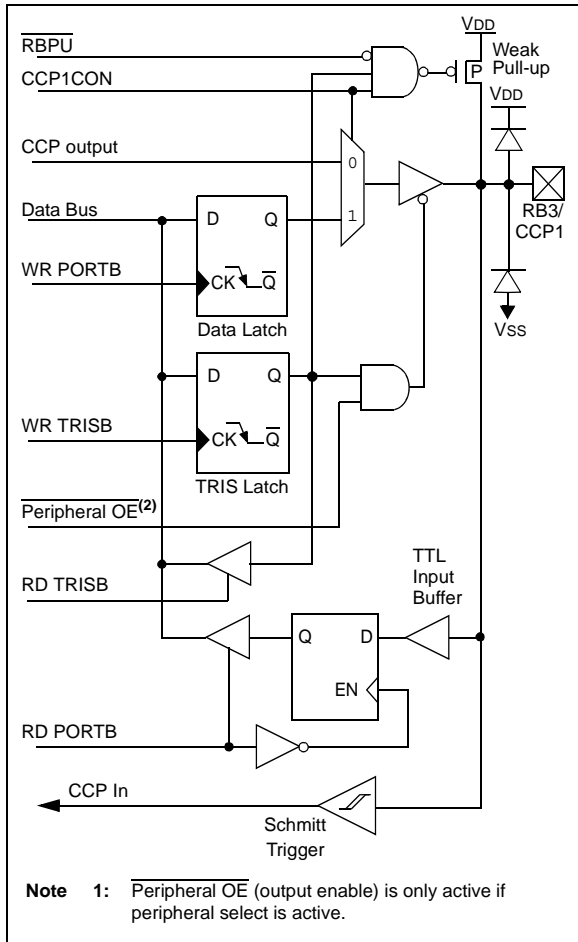 VDD
RBPU
Weak
Pull-up
P
CCP1CON
VDD
CCP output
0
RB3/
CCP1
Data Bus
D Q
1
WR PORTB
CK Q
VSS
Data Latch
D Q
WR TRISB
CK Q
TRIS Latch
Peripheral OE(2)
TTL
Input
Buffer
RD TRISB
Q D
EN
RD PORTB
CCP In
Schmitt
Trigger
Note 1: Peripheral OE (output enable) is only active if
peripheral select is active.